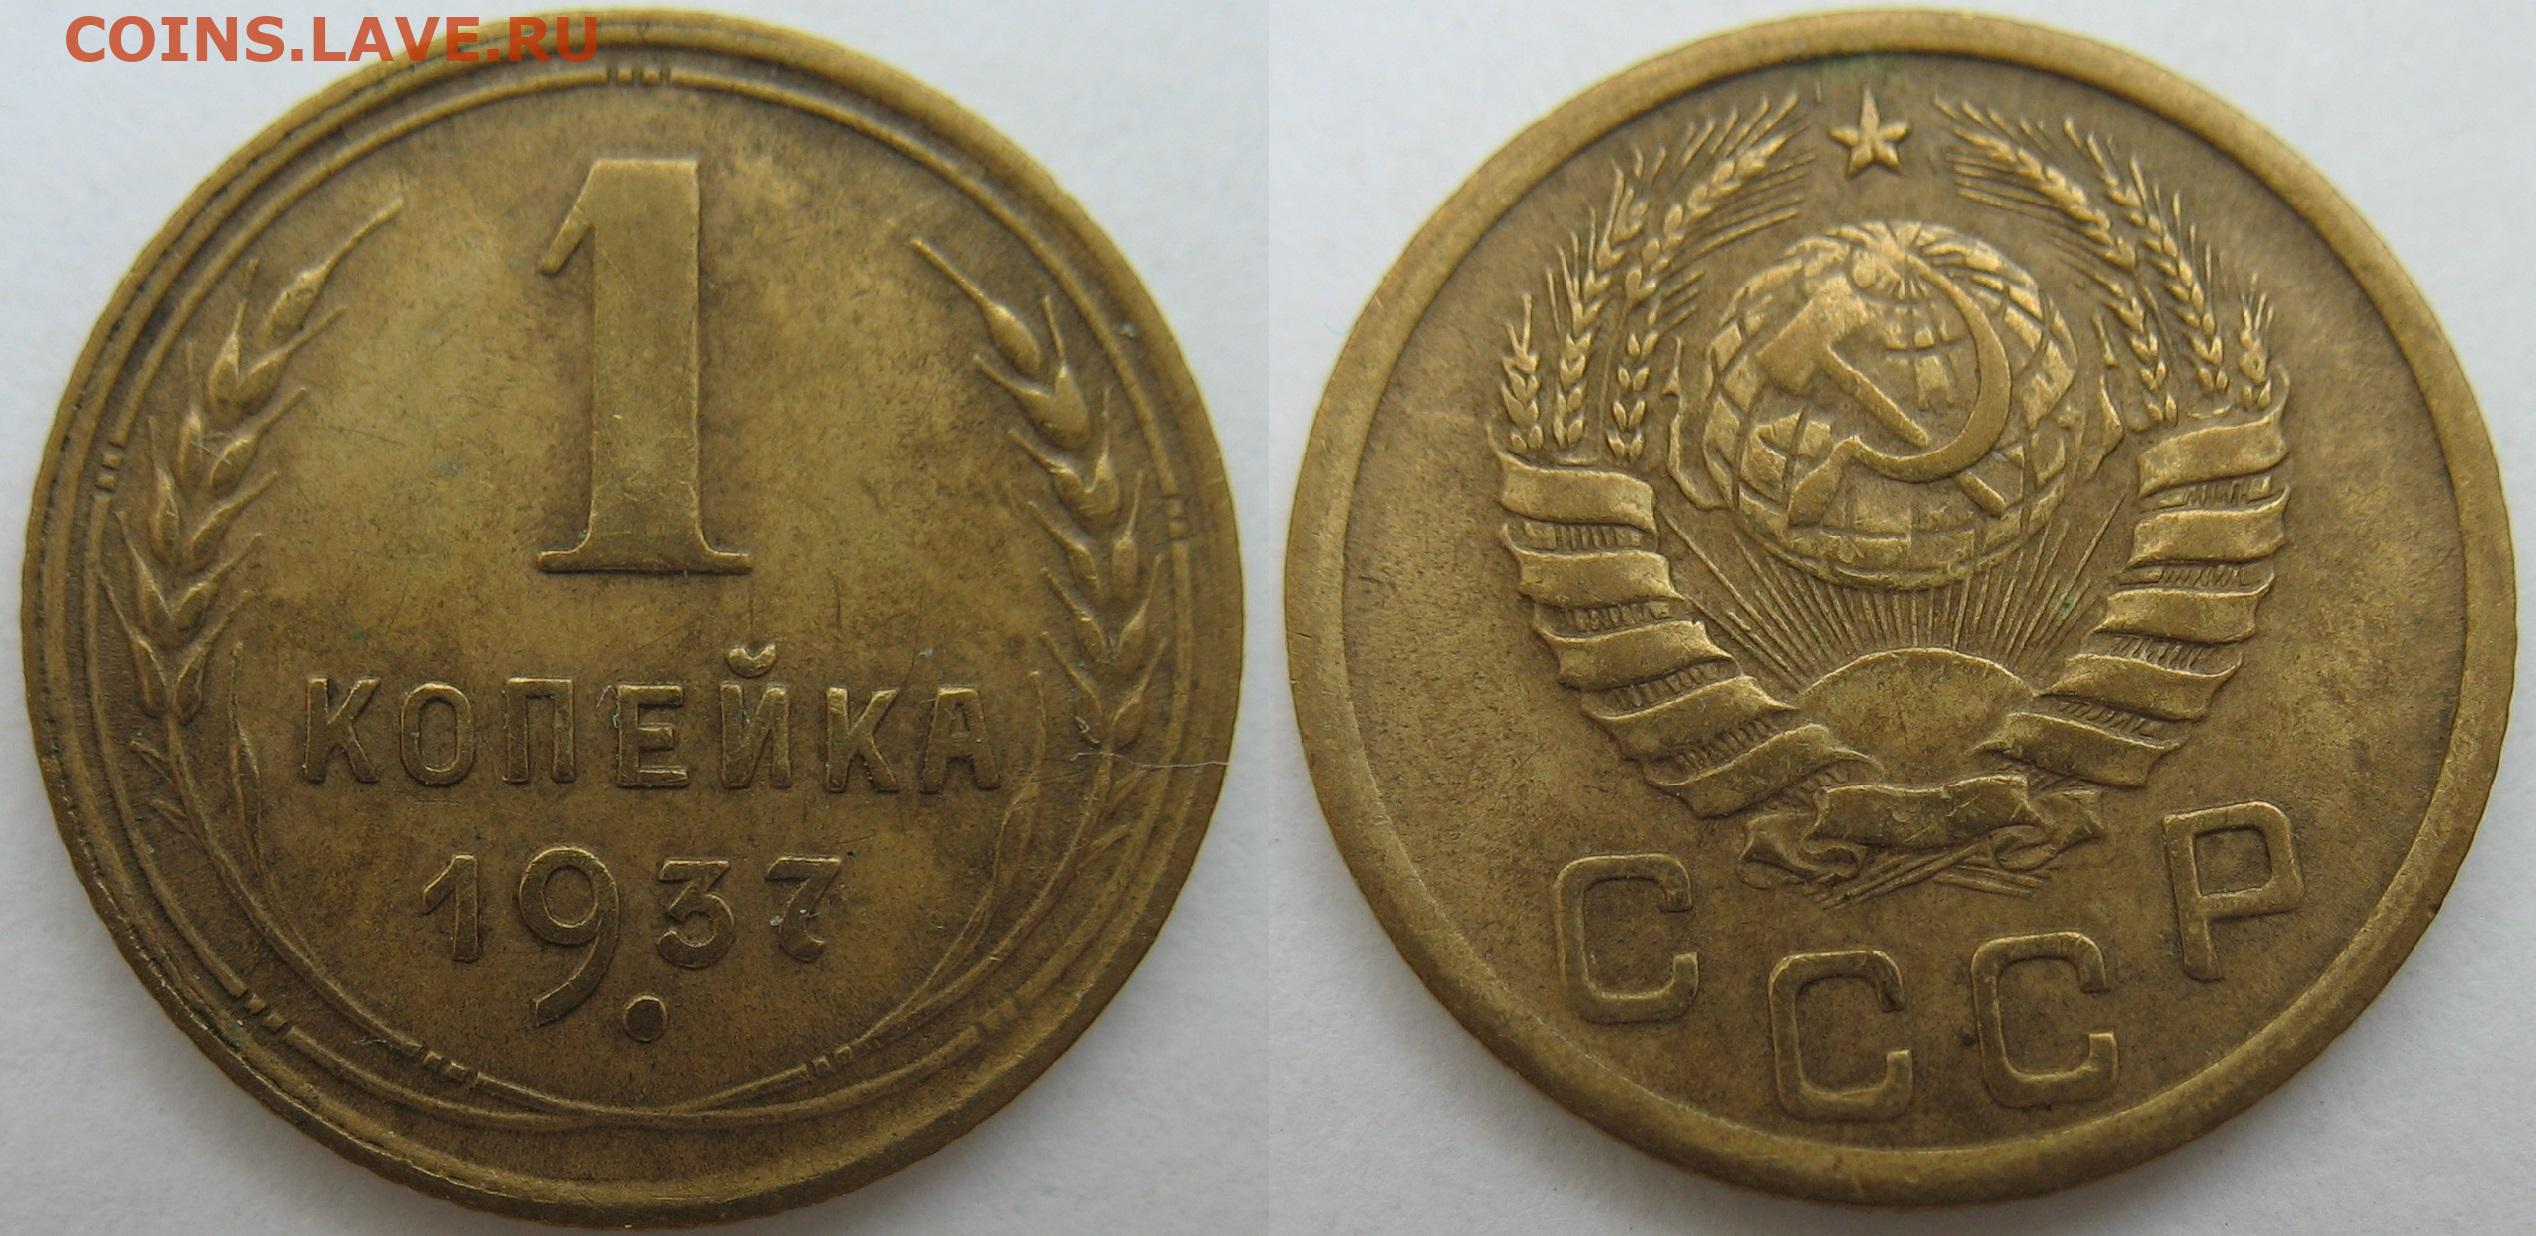 COINS.LAVE.RU
1
КОПЕЙКА
1937.
СССР